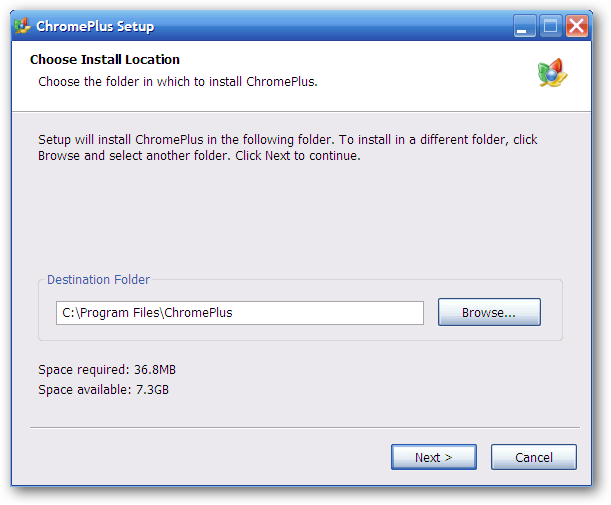 ChromePlus Setup
Choose Install Location
Choose the folder in which to install ChromePlus.
Setup will install ChromePlus in the following folder. To install in a different folder, click
Browse and select another folder. Click Next to continue.
Destination Folder
C:\Program Files\ChromePlus
Browse...
Space required: 36.8MB
Space available: 7.3GB
Next >
Cancel